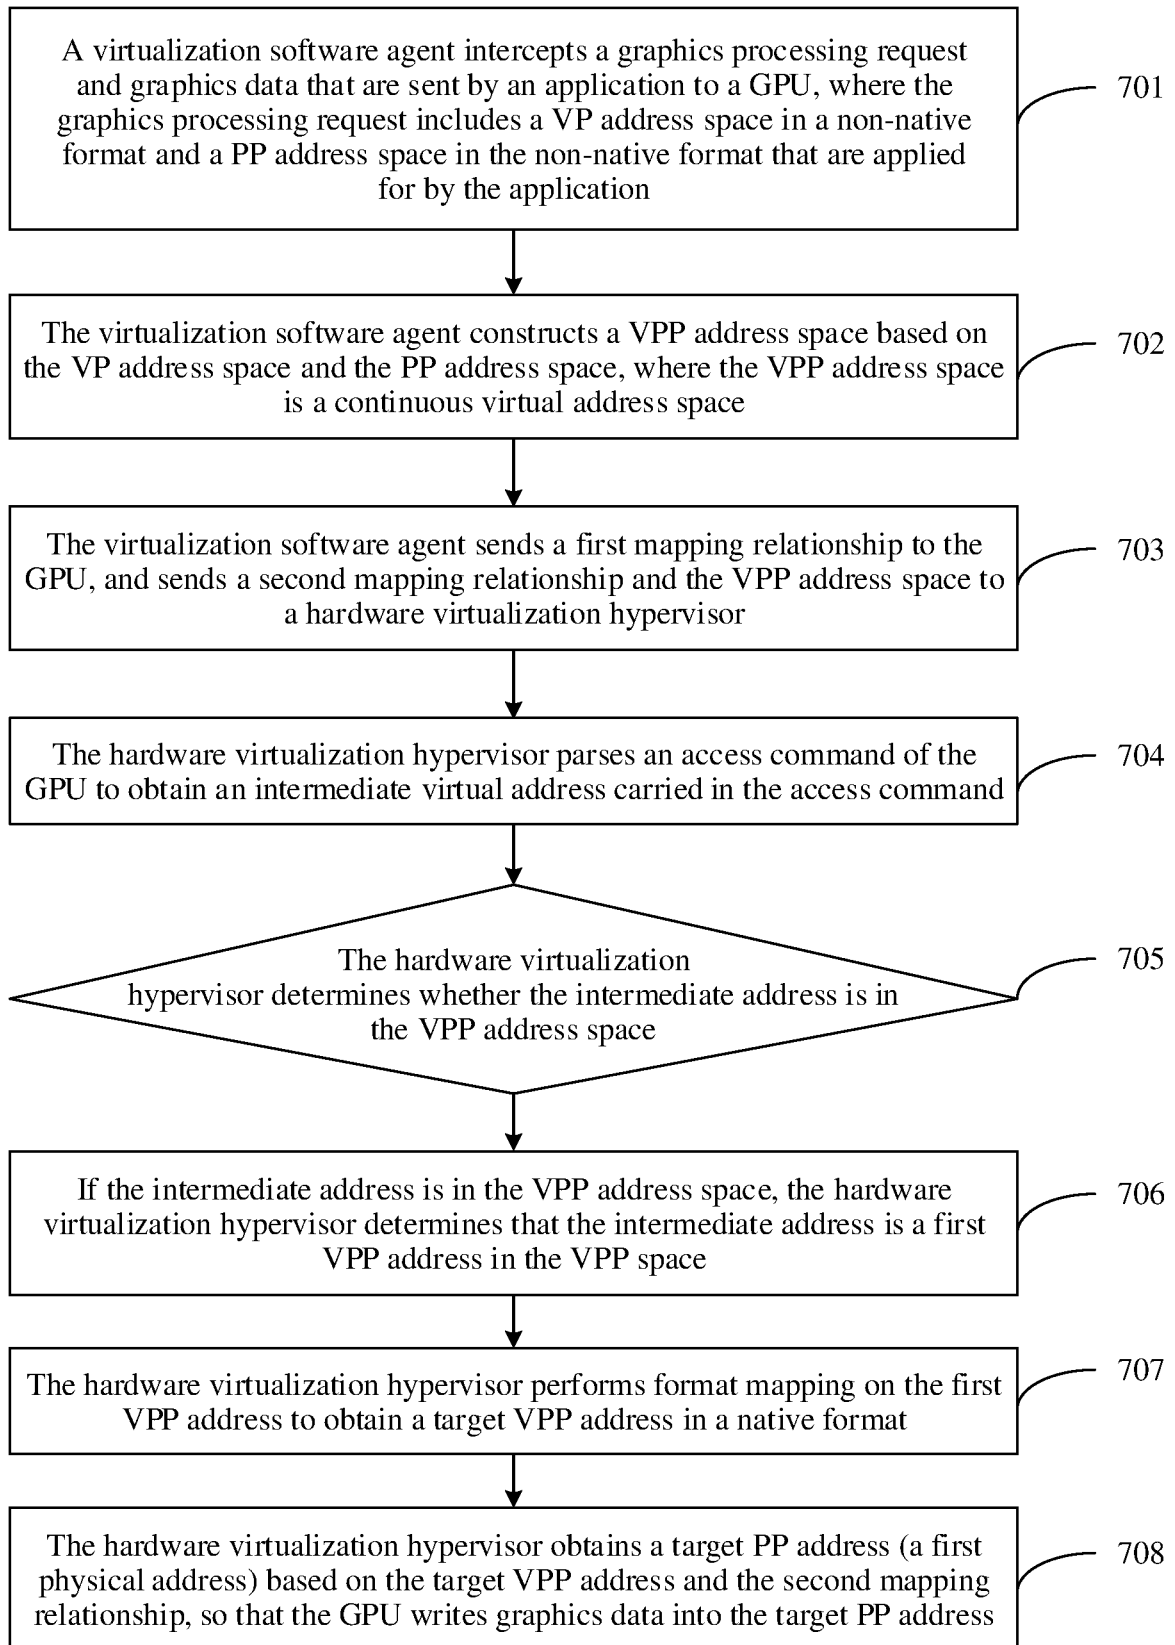 A virtualization software agent intercepts a graphics processing request
and graphics data that are sent by an application to a GPU, where the
graphics processing request includes a VP address space in a non-native
format and a PP address space in the non-native format that are applied
for by the application
701
The virtualization software agent constructs a VPP address space based on
the VP address space and the PP address space, where the VPP address space
is a continuous virtual address space
702
The virtualization software agent sends a first mapping relationship to the
GPU, and sends a second mapping relationship and the VPP address space to
a hardware virtualization hypervisor
703
The hardware virtualization hypervisor parses an access command of the
GPU to obtain an intermediate virtual address carried in the access command
704
The hardware virtualization
hypervisor determines whether the intermediate address is in
the VPP address space
705
If the intermediate address is in the VPP address space, the hardware
virtualization hypervisor determines that the intermediate address is a first
VPP address in the VPP space
706
The hardware virtualization hypervisor performs format mapping on the first
VPP address to obtain a target VPP address in a native format
707
The hardware virtualization hypervisor obtains a target PP address (a first
physical address) based on the target VPP address and the second mapping
relationship, so that the GPU writes graphics data into the target PP address
708